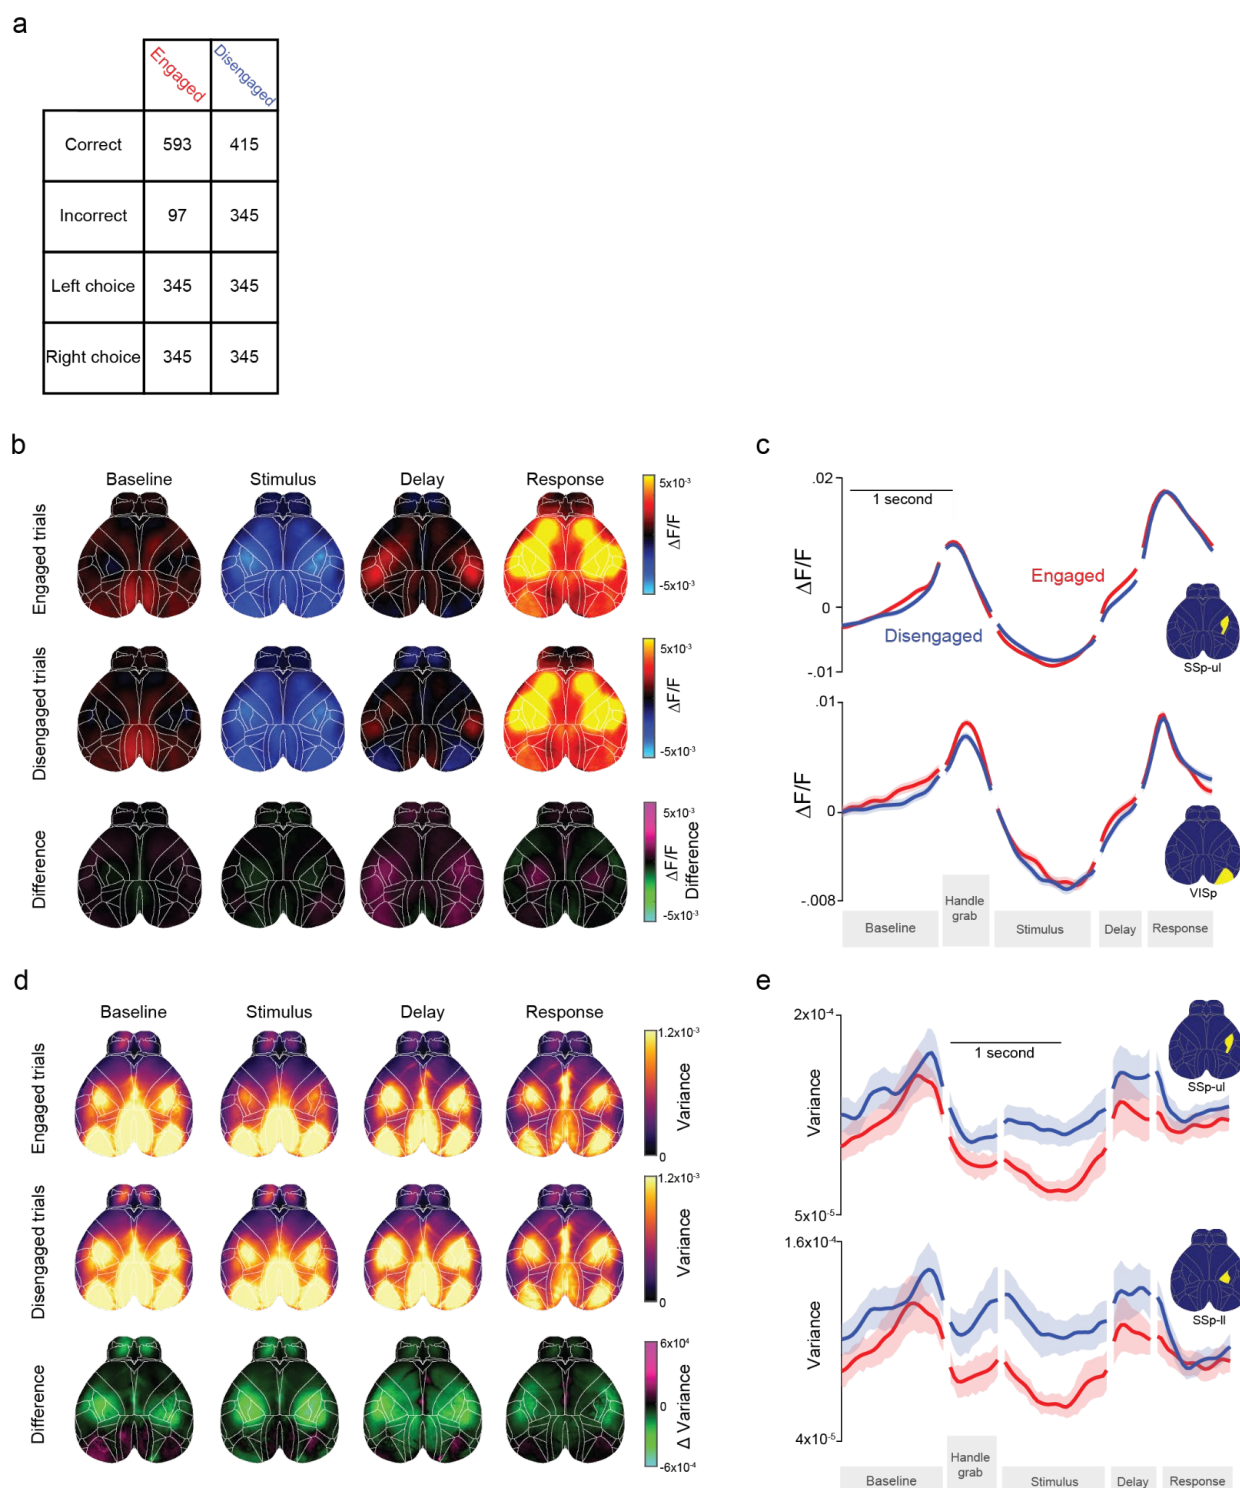 a
Engaged
Disengaged
Correct 593 415
Incorrect 97 345
Left choice 345 345
Right choice 345 345
b
Baseline Stimulus Delay Response
Engaged trials
5x10⁻³
ΔF/F
-5x10⁻³
Disengaged trials
5x10⁻³
ΔF/F
-5x10⁻³
Difference
5x10⁻³
ΔF/F
Difference
-5x10⁻³
c
.02
1 second
ΔF/F
0
-.01
Engaged
Disengaged
SSp-ul
.01
ΔF/F
0
-.008
VISp
Baseline
Handle
grab
Stimulus
Delay
Response
d
Baseline Stimulus Delay Response
Engaged trials
1.2x10⁻³
Variance
0
Disengaged trials
1.2x10⁻³
Variance
0
Difference
6x10⁴
0
Δ Variance
-6x10⁻⁴
e
2x10⁻⁴
1 second
Variance
5x10⁻⁵
SSp-ul
1.6x10⁻⁴
Variance
4x10⁻⁵
SSp-ll
Baseline
Handle
grab
Stimulus
Delay
Response